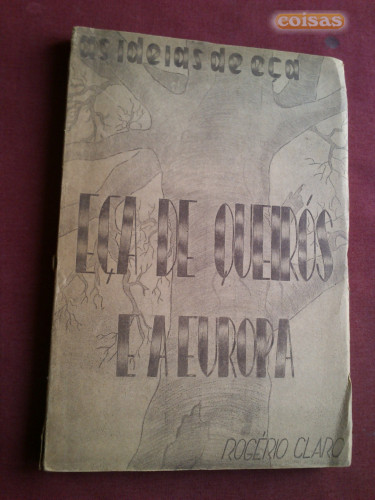 coisas
as ideias de eça
EÇA DE QUEIRÓS
E A EUROPA
ROGÉRIO CLARO